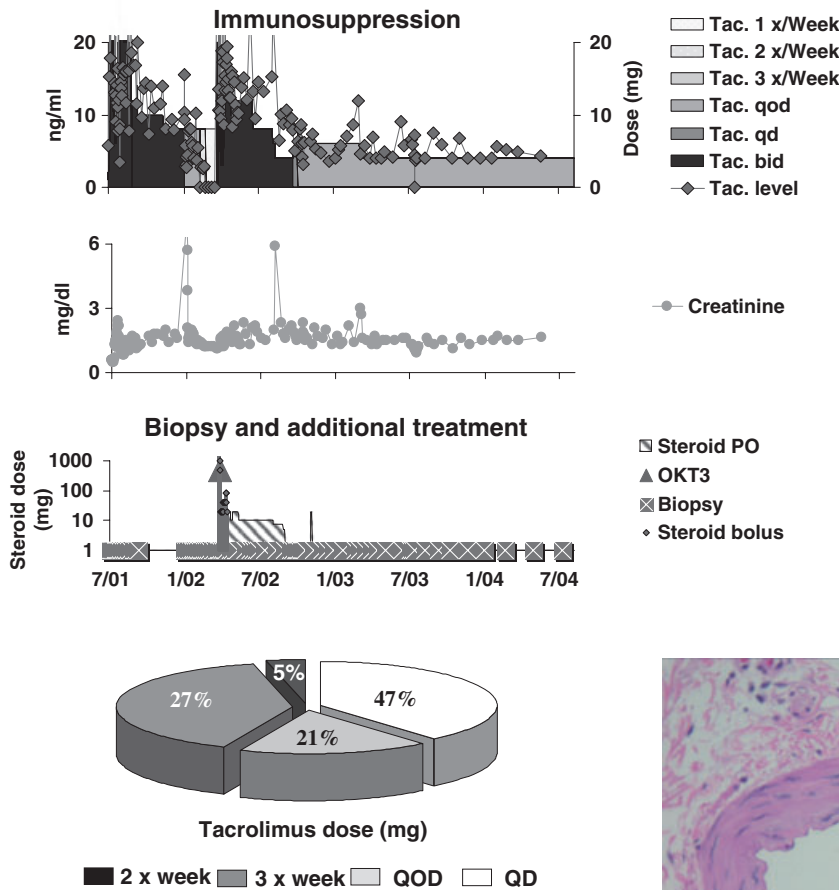 Immunosuppression
20
10
0
ng/ml
20
10
0
Dose (mg)
Tac. 1 x/Week
Tac. 2 x/Week
Tac. 3 x/Week
Tac. qod
Tac. qd
Tac. bid
Tac. level
6
3
0
mg/dl
Creatinine
Biopsy and additional treatment
1000
100
10
1
Steroid dose
(mg)
7/01 1/02 7/02 1/03 7/03 1/04 7/04
Steroid PO
OKT3
Biopsy
Steroid bolus
5%
27%
47%
21%
Tacrolimus dose (mg)
2 x week 3 x week QOD QD